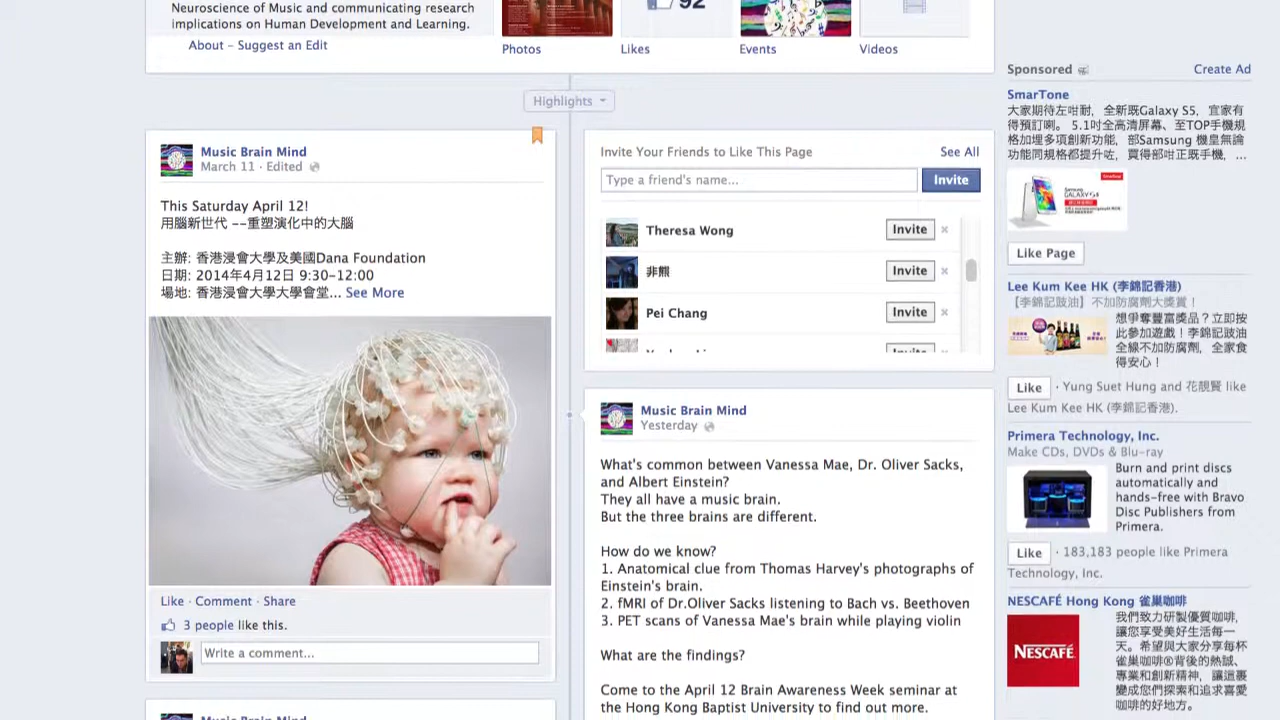 Neuroscience of Music and communicating research
implications on Human Development and Learning.
About – Suggest an Edit
Photos
92
Likes
Events
Videos
Highlights
Music Brain Mind
March 11 · Edited
This Saturday April 12!
用腦新世代 --重塑演化中的大腦
主辦: 香港浸會大學及美國Dana Foundation
日期: 2014年4月12日 9:30-12:00
場地: 香港浸會大學大學會堂... See More
Like · Comment · Share
3 people like this.
Write a comment...
Music Brain Mind
Invite Your Friends to Like This Page
See All
Type a friend's name...
Invite
Theresa Wong
Invite
非熊
Invite
Pei Chang
Invite
Invite
Music Brain Mind
Yesterday
What's common between Vanessa Mae, Dr. Oliver Sacks,
and Albert Einstein?
They all have a music brain.
But the three brains are different.
How do we know?
1. Anatomical clue from Thomas Harvey's photographs of
Einstein's brain.
2. fMRI of Dr.Oliver Sacks listening to Bach vs. Beethoven
3. PET scans of Vanessa Mae's brain while playing violin
What are the findings?
Come to the April 12 Brain Awareness Week seminar at
the Hong Kong Baptist University to find out more.
Sponsored
Create Ad
SmarTone
大家期待左咁耐, 全新既Galaxy S5, 宜家有
得預訂喇。 5.1吋全高清屏幕、至TOP手機規
格加埋多項創新功能, 部Samsung 機皇無論
功能同規格都提升咗, 買得部咁正既手機, ...
Like Page
Lee Kum Kee HK (李錦記香港)
【李錦記豉油】不加防腐劑大獎賞！
想爭奪豐富獎品？立即按
此參加遊戲！李錦記豉油
全線不加防腐劑, 全家食
得安心！
Like · Yung Suet Hung and 花靚賢 like
Lee Kum Kee HK (李錦記香港).
Primera Technology, Inc.
Make CDs, DVDs & Blu-ray
Burn and print discs
automatically and
hands-free with Bravo
Disc Publishers from
Primera.
Like · 183,183 people like Primera
Technology, Inc.
NESCAFÉ Hong Kong 雀巢咖啡
NESCAFÉ
我們致力研製優質咖啡,
讓您享受美好生活每一
天。希望與大家分享每杯
雀巢咖啡®背後的熱誠、
專業和創新精神, 讓這裏
變成您們探索和追求喜愛
咖啡的好地方。